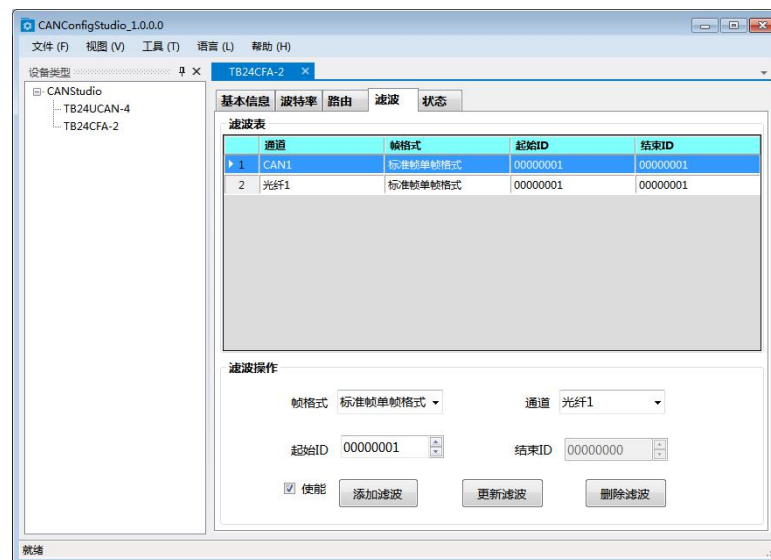 CANConfigStudio_1.0.0.0
文件 (F) 视图 (V) 工具 (T) 语言 (L) 帮助 (H)
设备类型
TB24CFA-2
CANStudio
TB24UCAN-4
TB24CFA-2
基本信息 波特率 路由 滤波 状态
滤波表
通道 帧格式 起始ID 结束ID
1 CAN1 标准帧单帧格式 00000001 00000001
2 光纤1 标准帧单帧格式 00000001 00000001
滤波操作
帧格式 标准帧单帧格式 通道 光纤1
起始ID 00000001 结束ID 00000000
使能 添加滤波 更新滤波 删除滤波
就绪